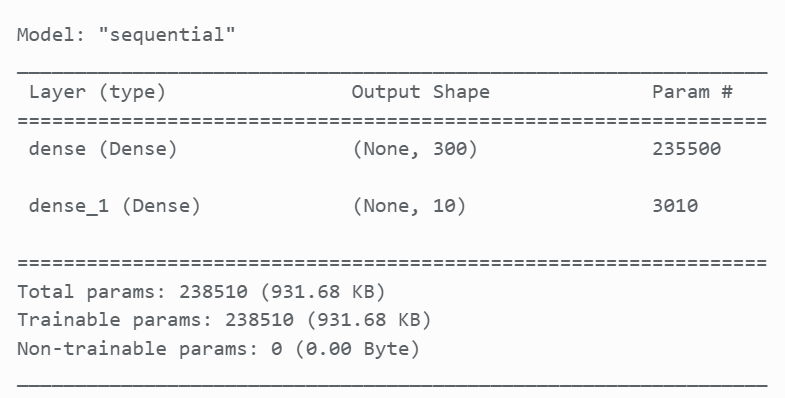 Model: "sequential"
_________________________________________________________________
Layer (type) Output Shape Param #
=================================================================
dense (Dense) (None, 300) 235500
dense_1 (Dense) (None, 10) 3010
=================================================================
Total params: 238510 (931.68 KB)
Trainable params: 238510 (931.68 KB)
Non-trainable params: 0 (0.00 Byte)
_________________________________________________________________